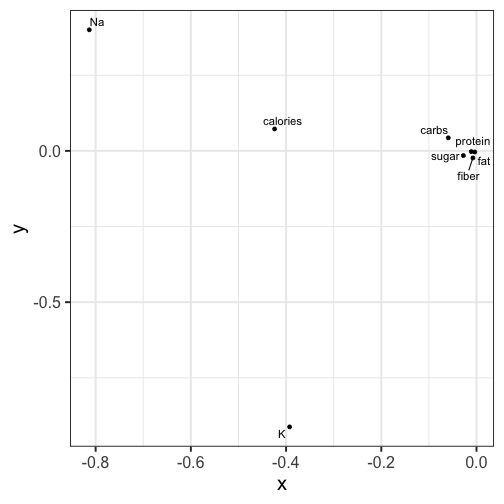 Na
calories
carbs
protein
sugar
fat
fiber
K
0.0
-0.5
y
-0.8
-0.6
-0.4
-0.2
0.0
x